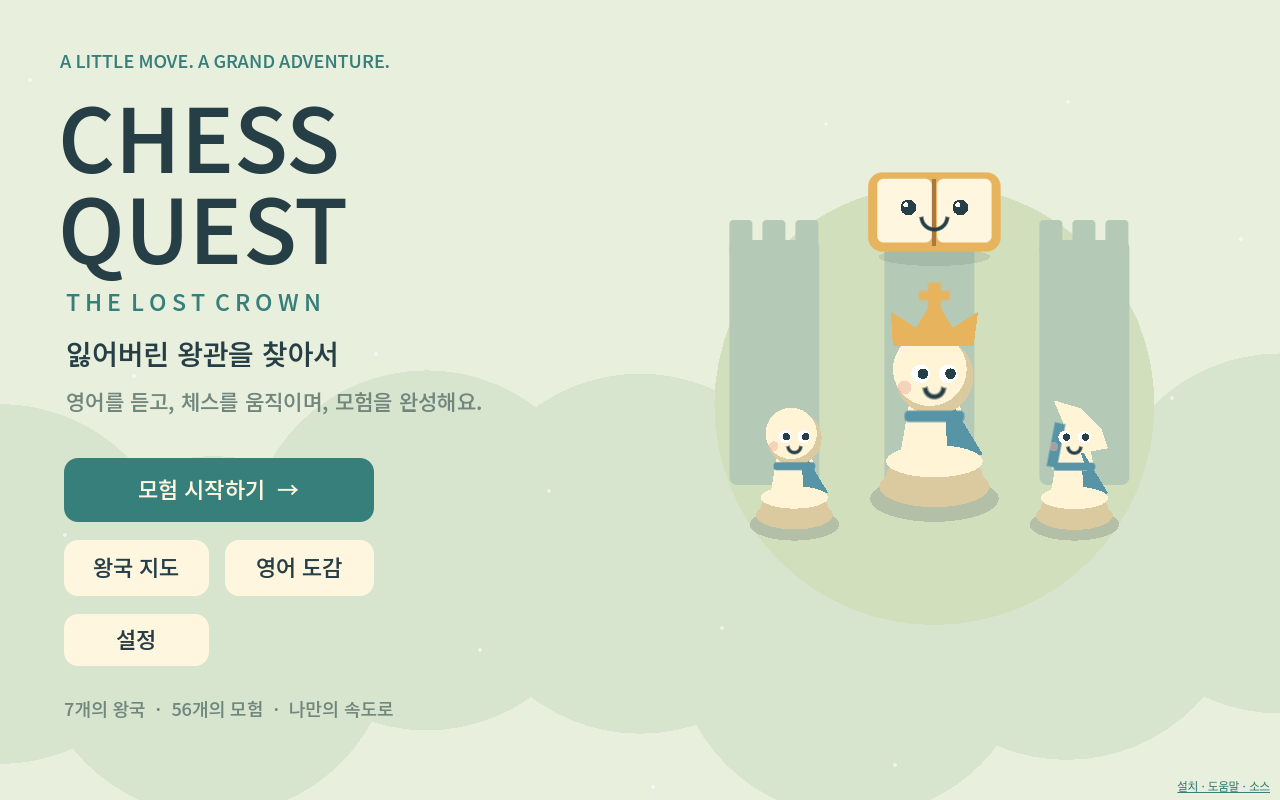 A LITTLE MOVE. A GRAND ADVENTURE.
CHESS
QUEST
THE LOST CROWN
잃어버린 왕관을 찾아서
영어를 듣고, 체스를 움직이며, 모험을 완성해요.
모험 시작하기 →
왕국 지도
영어 도감
설정
7개의 왕국 · 56개의 모험 · 나만의 속도로
설치 · 도움말 · 소스